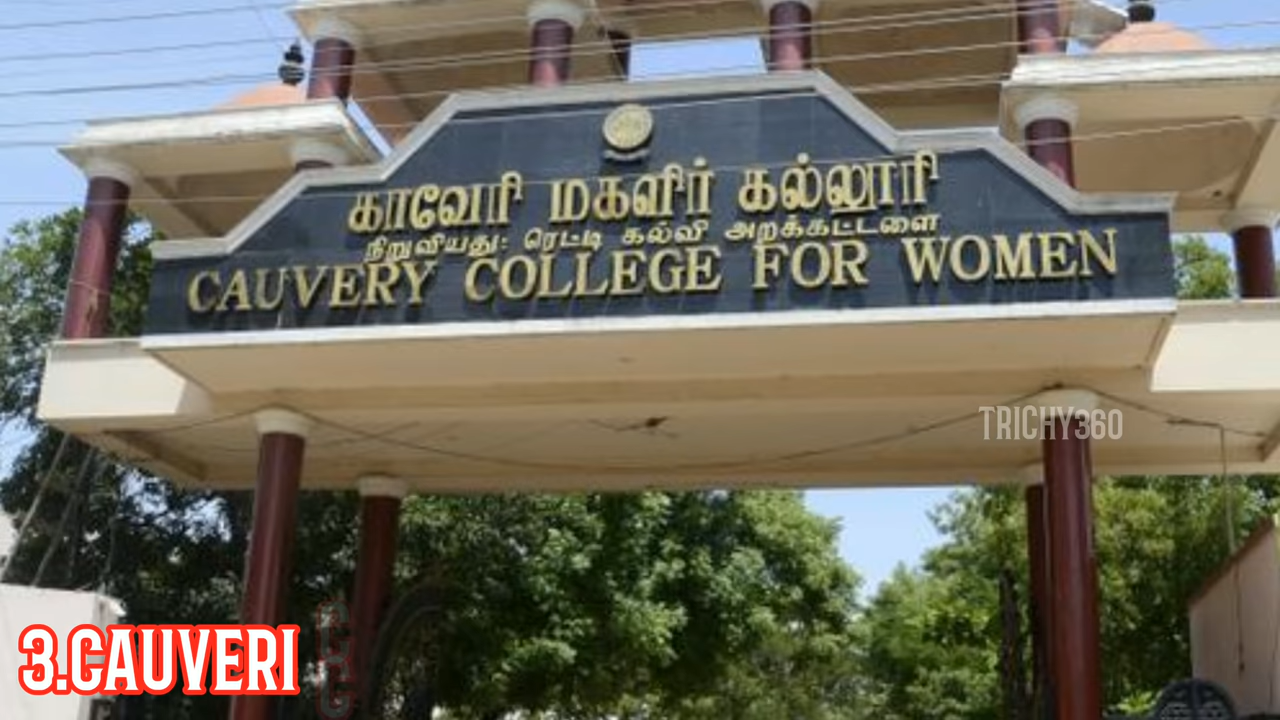 காவேரி மகளிர் கல்லூரி
நிறுவியது: ரெட்டி கல்வி அறக்கட்டளை
CAUVERY COLLEGE FOR WOMEN
TRICHY360
3.CAUVERI